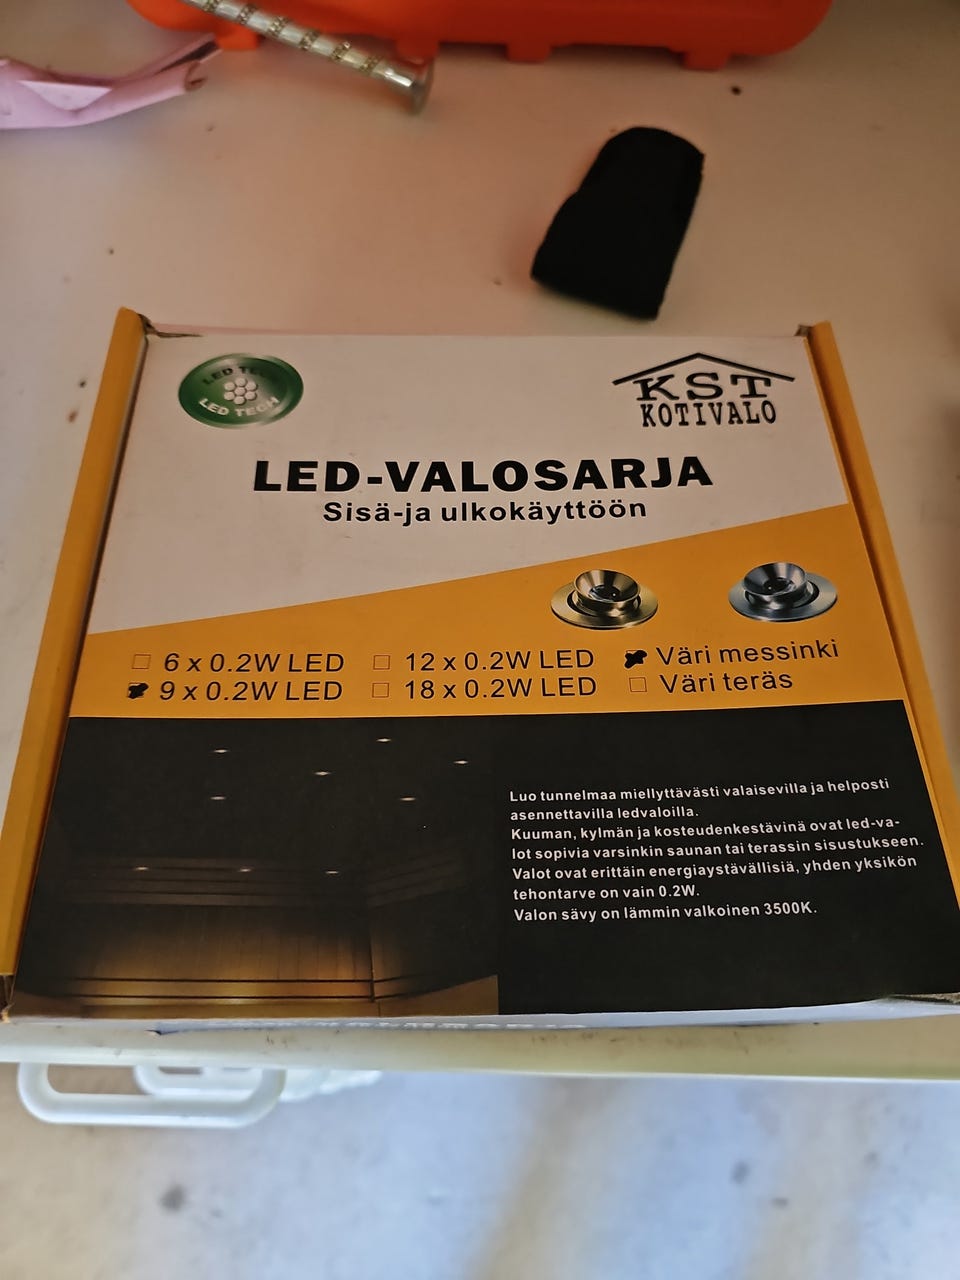 LED TECH
LED TECH
KST
KOTIVALO
LED-VALOSARJA
Sisä-ja ulkokäyttöön
6 x 0.2W LED
12 x 0.2W LED
Väri messinki
9 x 0.2W LED
18 x 0.2W LED
Väri teräs
Luo tunnelmaa miellyttävästi valaisevilla ja helposti
asennettavilla ledvaloilla.
Kuuman, kylmän ja kosteudenkestävinä ovat led-va-
lot sopivia varsinkin saunan tai terassin sisustukseen.
Valot ovat erittäin energiaystävällisiä, yhden yksikön
tehontarve on vain 0.2W.
Valon sävy on lämmin valkoinen 3500K.